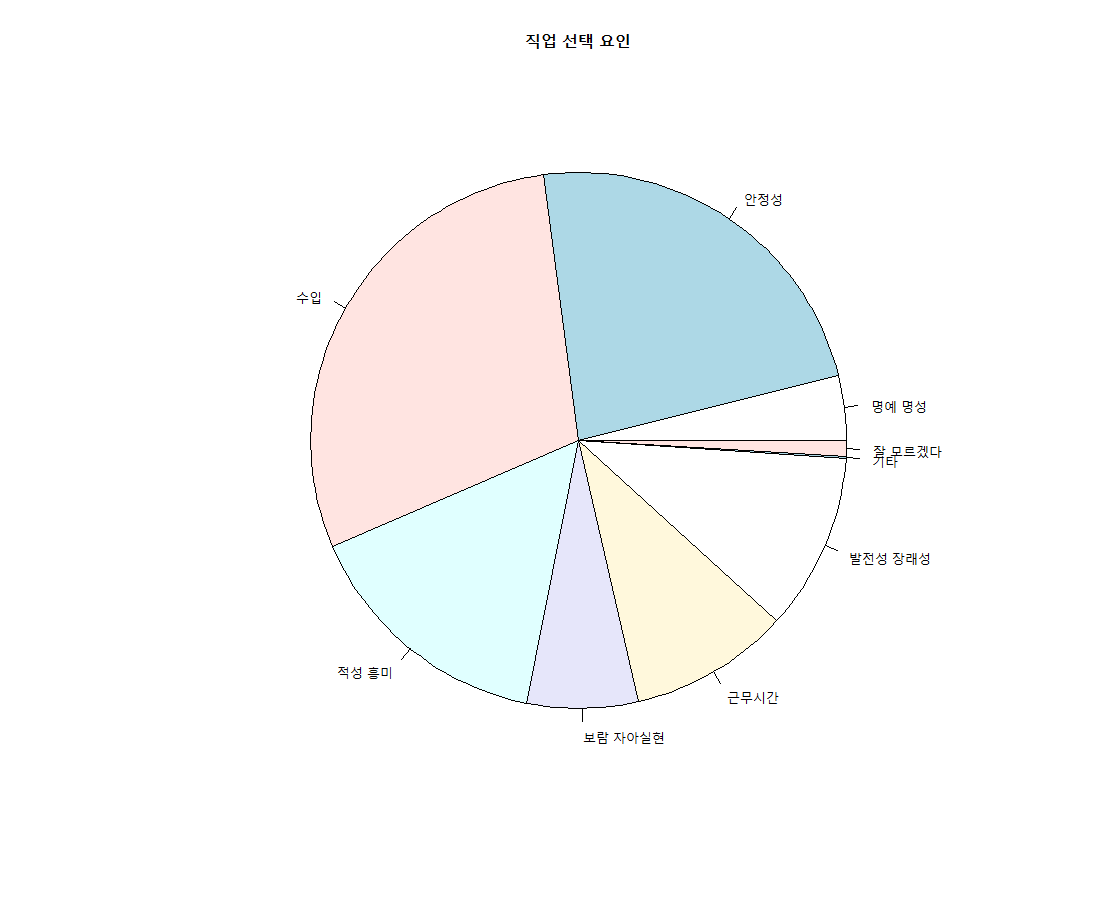 직업 선택 요인
안정성
수입
명예 명성
잘 모르겠다
기타
발전성 장래성
적성 흥미
근무시간
보람 자아실현